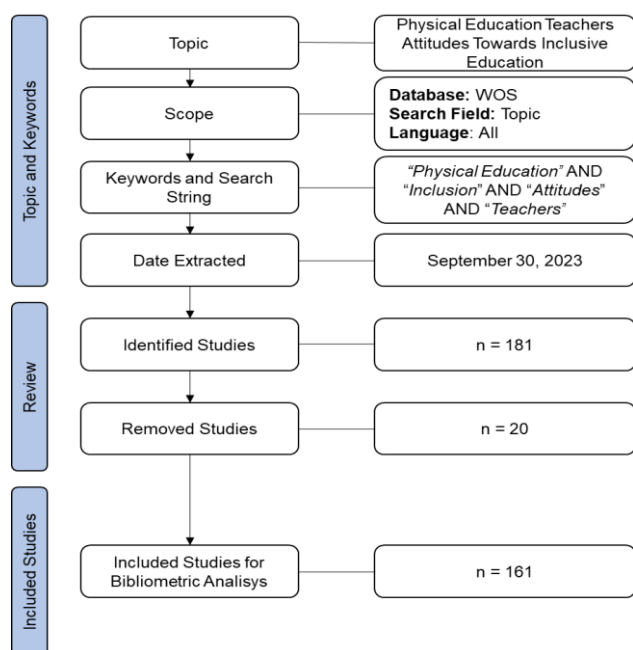 Topic and Keywords
Topic
Physical Education Teachers
Attitudes Towards Inclusive
Education
Scope
Database: WOS
Search Field: Topic
Language: All
Keywords and Search
String
“Physical Education” AND
“Inclusion” AND “Attitudes”
AND “Teachers”
Date Extracted
September 30, 2023
Review
Identified Studies
n = 181
Removed Studies
n = 20
Included Studies
Included Studies for
Bibliometric Analisys
n = 161